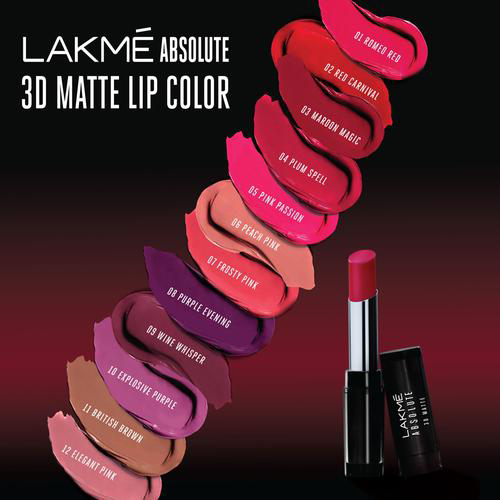 LAKMÉ ABSOLUTE
3D MATTE LIP COLOR
01 ROMEO RED
02 RED CARNIVAL
03 MAROON MAGIC
04 PLUM SPELL
05 PINK PASSION
06 PEACH PINK
07 FROSTY PINK
08 PURPLE EVENING
09 WINE WHISPER
10 EXPLOSIVE PURPLE
11 BRITISH BROWN
12 ELEGANT PINK
LAKMÉ
ABSOLUTE
3D MATTE